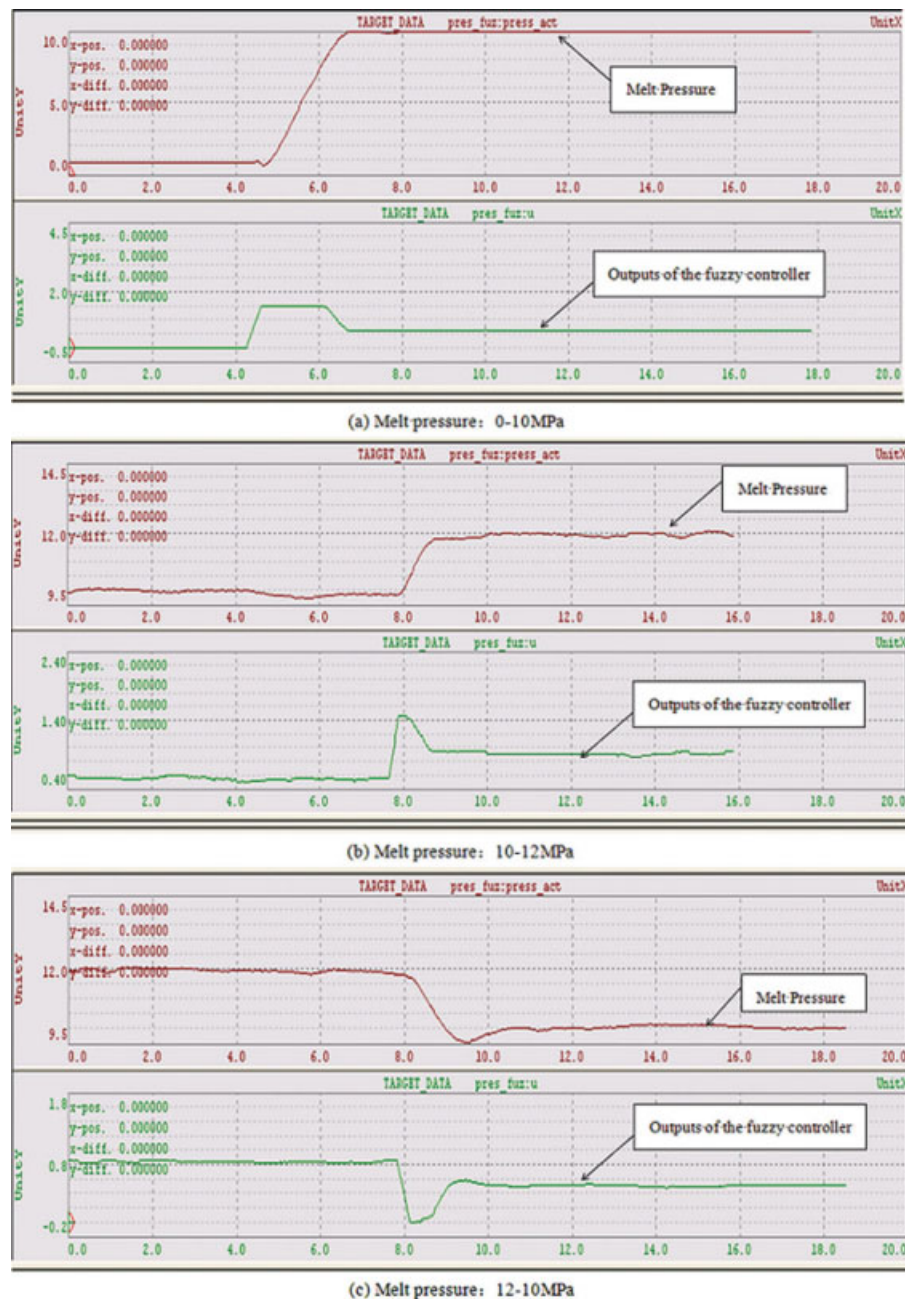 TARGET_DATA pres_fuz:press_act UnitX
10.0 x-pos. 0.000000
y-pos. 0.000000
x-diff. 0.000000
5.0 y-diff. 0.000000
UnitY
Melt Pressure
0.0
0.0 2.0 4.0 6.0 8.0 10.0 12.0 14.0 16.0 18.0 20.0
TARGET_DATA pres_fuz:u UnitX
4.5 x-pos. 0.000000
y-pos. 0.000000
x-diff. 0.000000
2.0 y-diff. 0.000000
UnitY
Outputs of the fuzzy controller
-0.5
0.0 2.0 4.0 6.0 8.0 10.0 12.0 14.0 16.0 18.0 20.0
(a) Melt pressure: 0-10MPa
TARGET_DATA pres_fuz:press_act UnitX
14.5 x-pos. 0.000000
y-pos. 0.000000
x-diff. 0.000000
12.0 y-diff. 0.000000
UnitY
Melt Pressure
9.5
0.0 2.0 4.0 6.0 8.0 10.0 12.0 14.0 16.0 18.0 20.0
TARGET_DATA pres_fuz:u UnitX
2.40 x-pos. 0.000000
y-pos. 0.000000
x-diff. 0.000000
1.40 y-diff. 0.000000
UnitY
Outputs of the fuzzy controller
0.40
0.0 2.0 4.0 6.0 8.0 10.0 12.0 14.0 16.0 18.0 20.0
(b) Melt pressure: 10-12MPa
TARGET_DATA pres_fuz:press_act UnitX
14.5 x-pos. 0.000000
y-pos. 0.000000
x-diff. 0.000000
12.0 y-diff. 0.000000
UnitY
Melt Pressure
9.5
0.0 2.0 4.0 6.0 8.0 10.0 12.0 14.0 16.0 18.0 20.0
TARGET_DATA pres_fuz:u UnitX
1.8 x-pos. 0.000000
y-pos. 0.000000
x-diff. 0.000000
0.8 y-diff. 0.000000
UnitY
Outputs of the fuzzy controller
-0.2
0.0 2.0 4.0 6.0 8.0 10.0 12.0 14.0 16.0 18.0 20.0
(c) Melt pressure: 12-10MPa